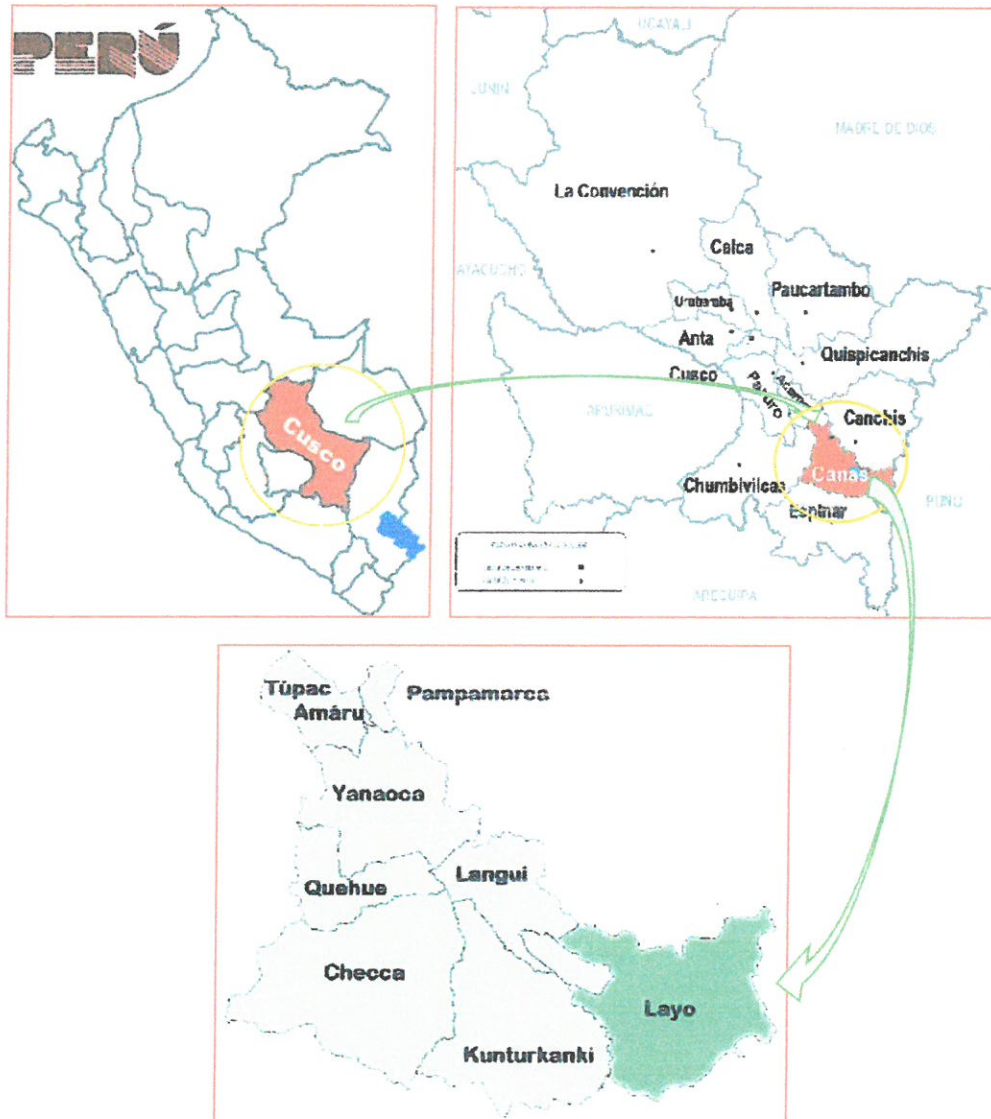 PERÚ
Cusco
UCAYALI
JUNIN
MADRE DE DIOS
La Convención
Calca
AYACUCHO
Urubamba
Paucartambo
Anta
Quispicanchis
Cusco
Paruro
APURIMAC
Canchis
Canas
Chumbivilcas
PUNO
Espinar
AREQUIPA
Túpac
Amáru
Pampamarca
Yanaoca
Langui
Quehue
Checca
Layo
Kunturkanki